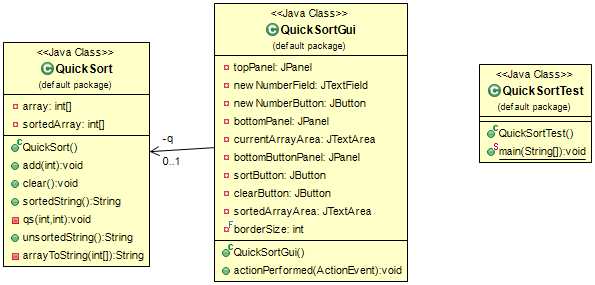 <<Java Class>>
QuickSort
(default package)
array: int[]
sortedArray: int[]
QuickSort()
add(int):void
clear():void
sortedString():String
qs(int,int):void
unsortedString():String
arrayToString(int[]):String
-q
0..1
<<Java Class>>
QuickSortGui
(default package)
topPanel: JPanel
new NumberField: JTextField
new NumberButton: JButton
bottomPanel: JPanel
currentArrayArea: JTextArea
bottomButtonPanel: JPanel
sortButton: JButton
clearButton: JButton
sortedArrayArea: JTextArea
F borderSize: int
C QuickSortGui()
actionPerformed(ActionEvent):void
<<Java Class>>
QuickSortTest
(default package)
QuickSortTest()
main(String[]):void